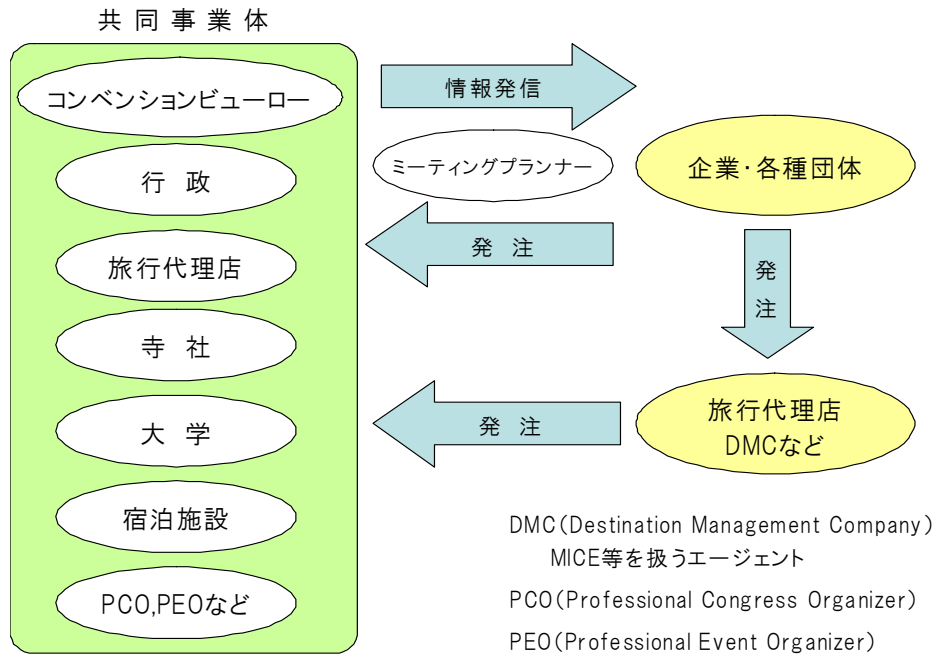 共同事業体
コンベンションビューロー
行政
旅行代理店
寺社
大学
宿泊施設
PCO,PEOなど
情報発信
ミーティングプランナー
発注
企業・各種団体
発注
旅行代理店
DMCなど
発注
DMC(Destination Management Company)
MICE等を扱うエージェント
PCO(Professional Congress Organizer)
PEO(Professional Event Organizer)